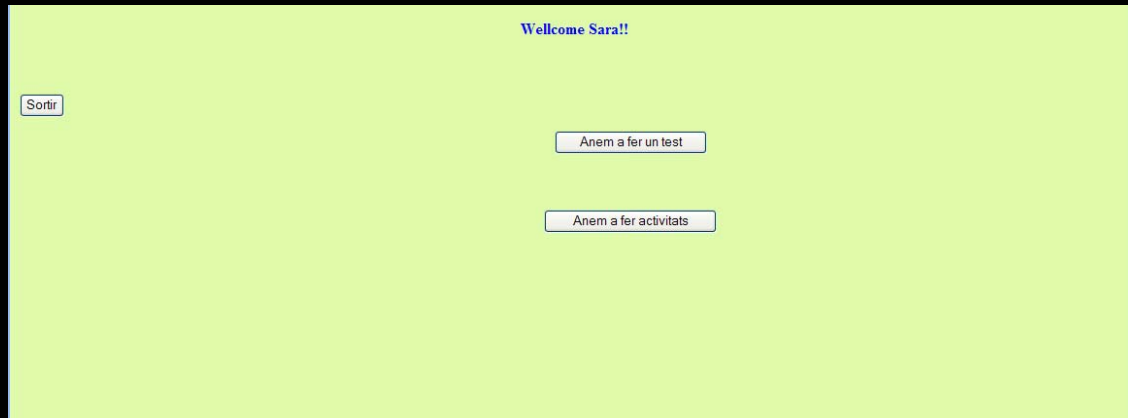 Wellcome Sara!!
Sortir
Anem a fer un test
Anem a fer activitats